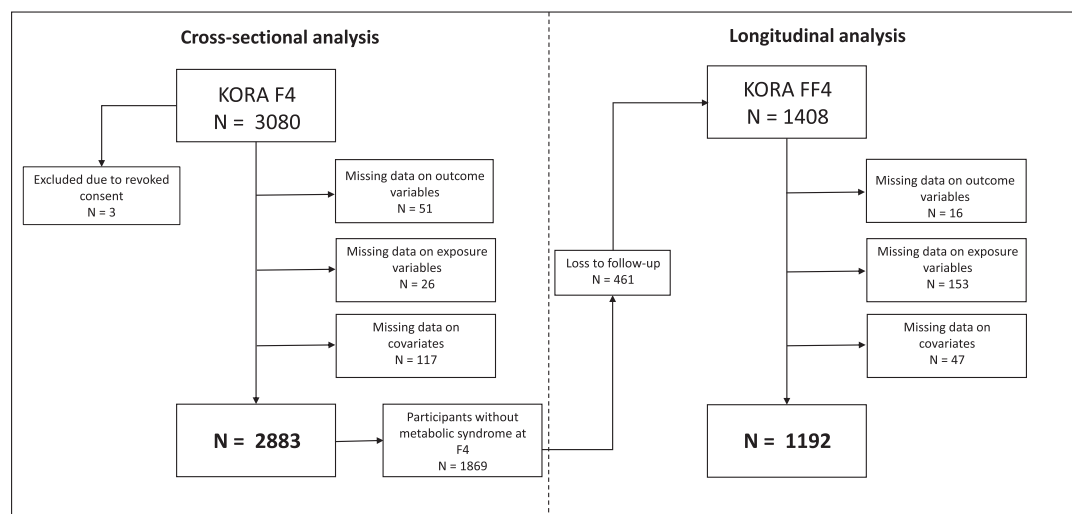 Cross-sectional analysis
KORA F4
N = 3080
Excluded due to revoked
consent
N = 3
Missing data on outcome
variables
N = 51
Missing data on exposure
variables
N = 26
Missing data on
covariates
N = 117
N = 2883
Participants without
metabolic syndrome at
F4
N = 1869
Loss to follow-up
N = 461
Longitudinal analysis
KORA FF4
N = 1408
Missing data on outcome
variables
N = 16
Missing data on exposure
variables
N = 153
Missing data on
covariates
N = 47
N = 1192